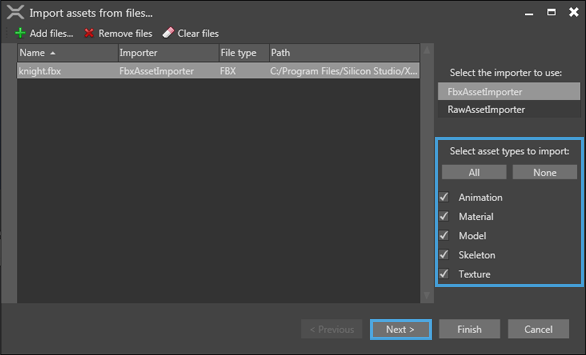 Import assets from files...
Add files... Remove files Clear files
Name Importer File type Path
knight.fbx FbxAssetImporter FBX C:/Program Files/Silicon Studio/X...
Select the importer to use:
FbxAssetImporter
RawAssetImporter
Select asset types to import:
All None
Animation
Material
Model
Skeleton
Texture
< Previous Next > Finish Cancel